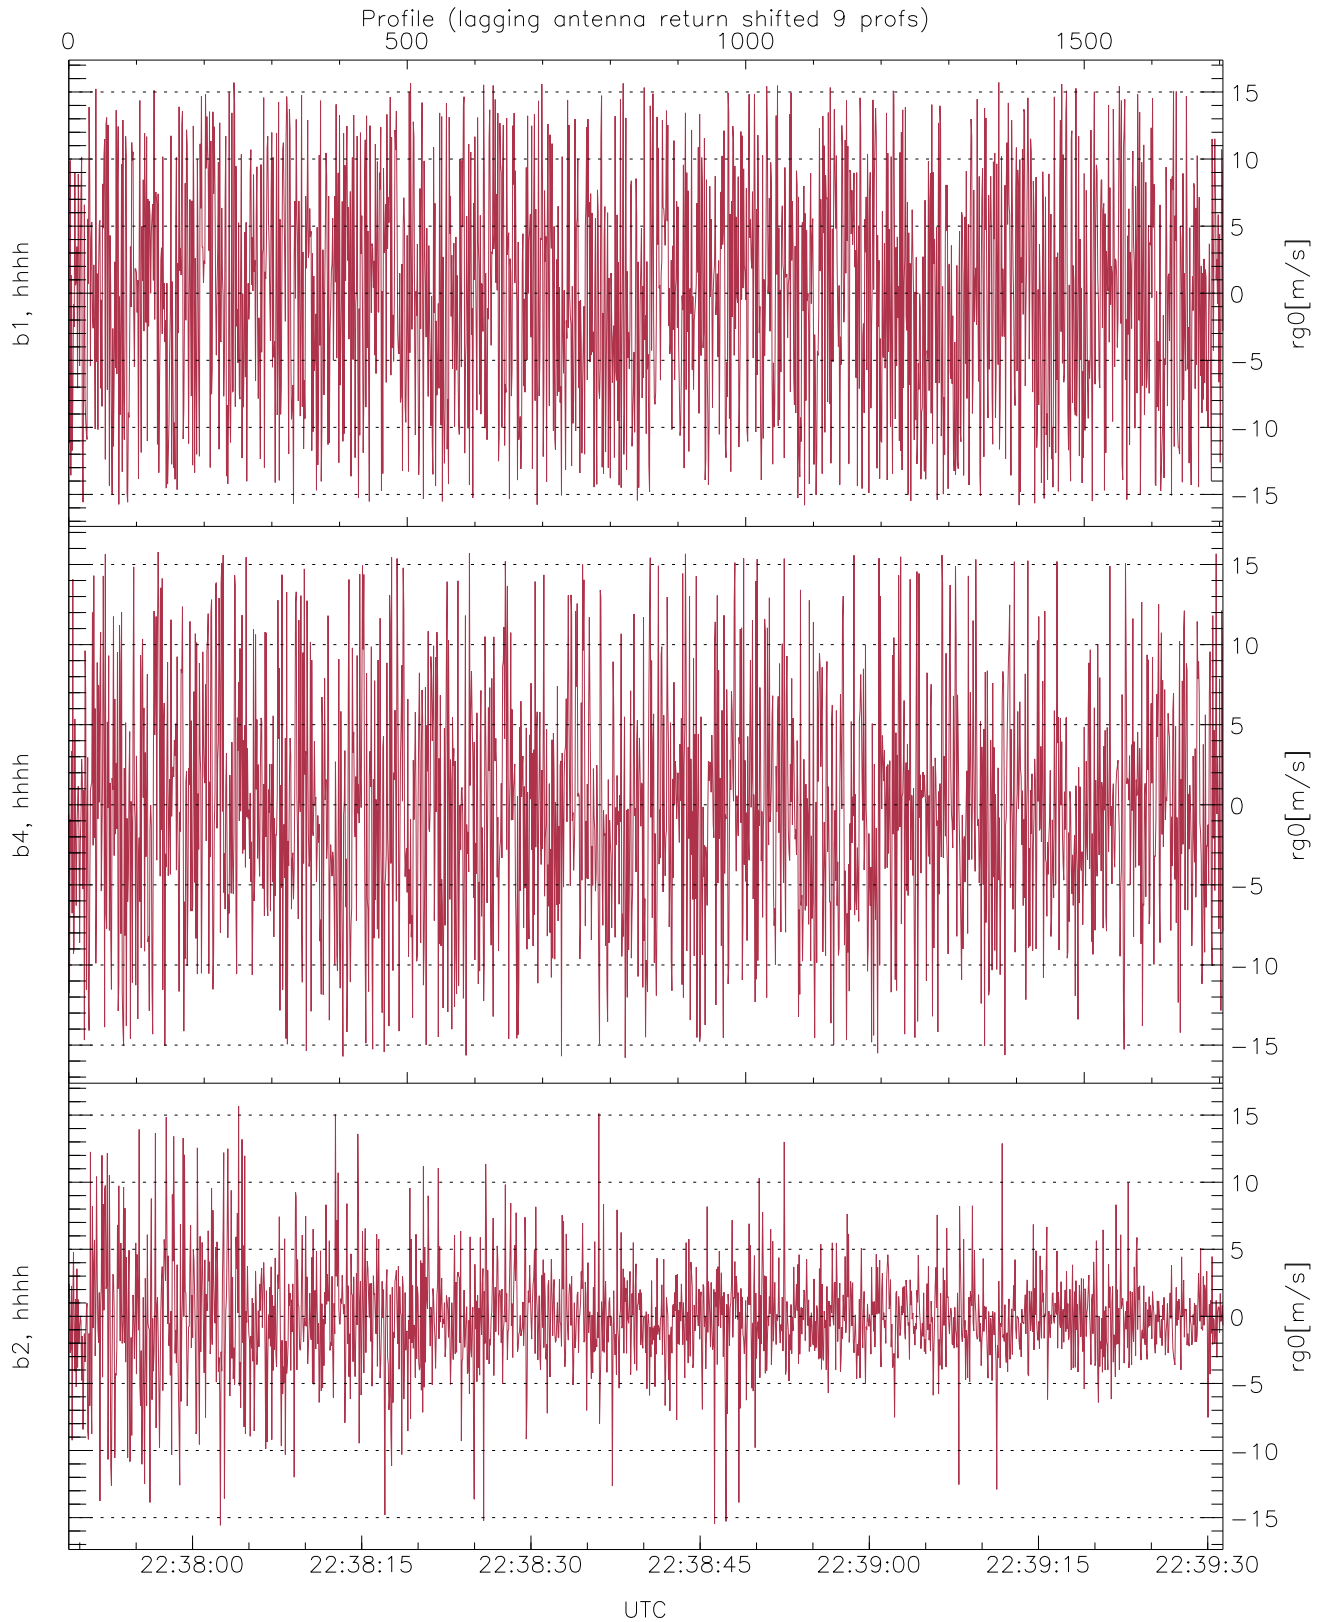 Profile (lagging antenna return shifted 9 profs)
0 500 1000 1500
b1, hhhh
15
10
5
0
−5
−10
−15
rg0[m/s]
b4, hhhh
15
10
5
0
−5
−10
−15
rg0[m/s]
b2, hhhh
15
10
5
0
−5
−10
−15
rg0[m/s]
22:38:00 22:38:15 22:38:30 22:38:45 22:39:00 22:39:15 22:39:30
UTC